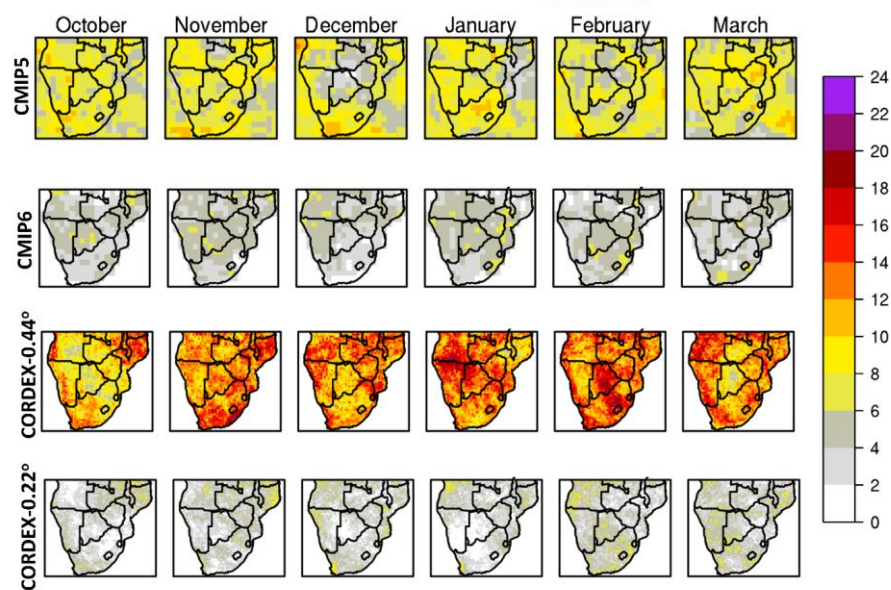 October November December January February March
CMIP5
CMIP6
CORDEX-0.44°
CORDEX-0.22°
24
22
20
18
16
14
12
10
8
6
4
2
0